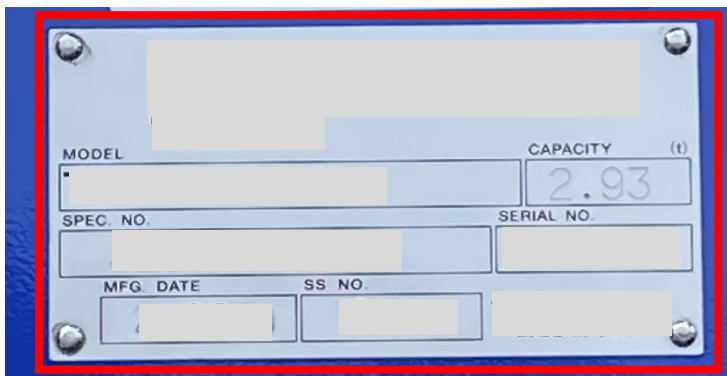 MODEL
CAPACITY (t)
2.93
SPEC. NO.
SERIAL NO.
MFG. DATE
SS NO.